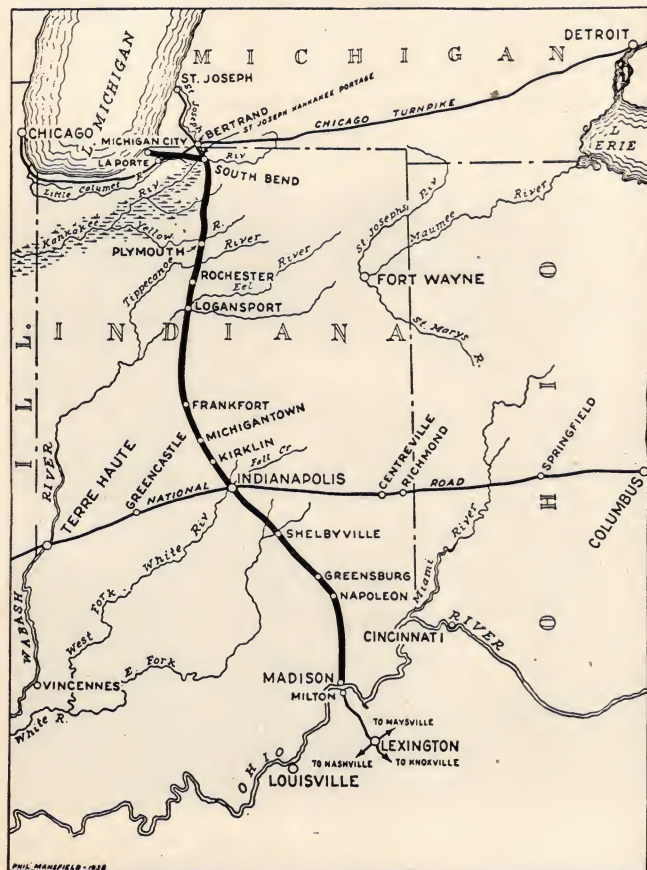 DETROIT
MICHIGAN
ST. JOSEPH
L. MICHIGAN
St. Joseph
ST JOSEPH KANKAKEE PORTAGE
CHICAGO TURNPIKE
BERTRAND
CHICAGO
MICHIGAN CITY
LAPORTE
L. ERIE
Riv
SOUTH BEND
Little Calumet R.
Kankakee Riv
Yellow R.
St. Josephs Riv
Maumee River
PLYMOUTH
Tippecanoe River
ROCHESTER
Eel River
FORT WAYNE
LOGANSPORT
INDIANA
St. Marys R.
ILL.
OHIO
FRANKFORT
MICHIGANTOWN
KIRKLIN
Fall Cr
GREENCASTLE
INDIANAPOLIS
CENTREVILLE
RICHMOND
SPRINGFIELD
NATIONAL ROAD
TERRE HAUTE
COLUMBUS
WABASH RIVER
West Fork White Riv
SHELBYVILLE
Miami River
GREENSBURG
NAPOLEON
CINCINNATI
E. Fork
VINCENNES
MADISON
MILTON
White R.
TO MAYSVILLE
LEXINGTON
TO NASHVILLE
TO KNOXVILLE
OHIO RIVER
LOUISVILLE
PHIL MANSFIELD-1938